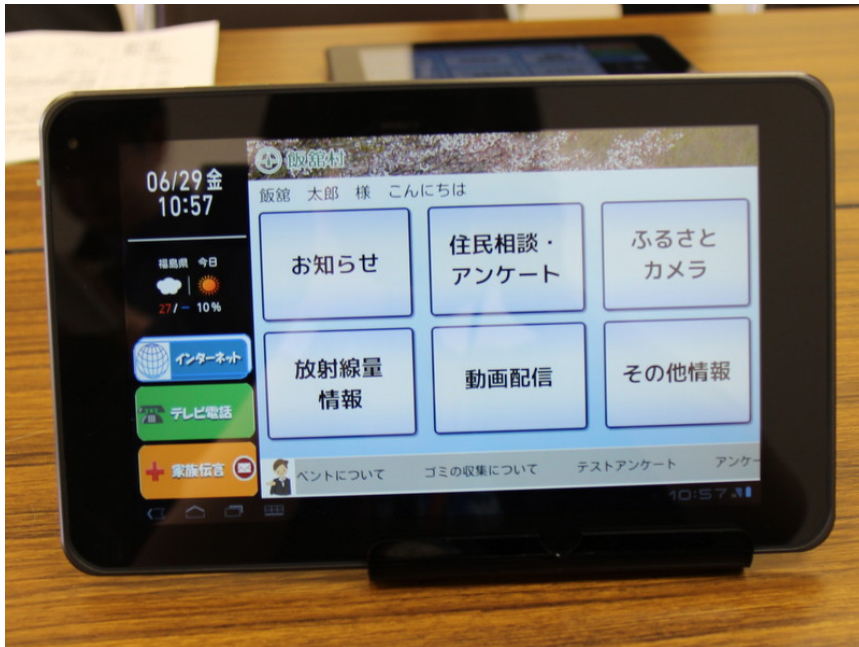 飯舘村
06/29金
10:57
飯舘 太郎 様 こんにちは
福島県 今日
27/- 10%
お知らせ
住民相談・
アンケート
ふるさと
カメラ
放射線量
情報
動画配信
その他情報
インターネット
テレビ電話
家族伝言
ベントについて ゴミの収集について テストアンケート アンケー
10:57